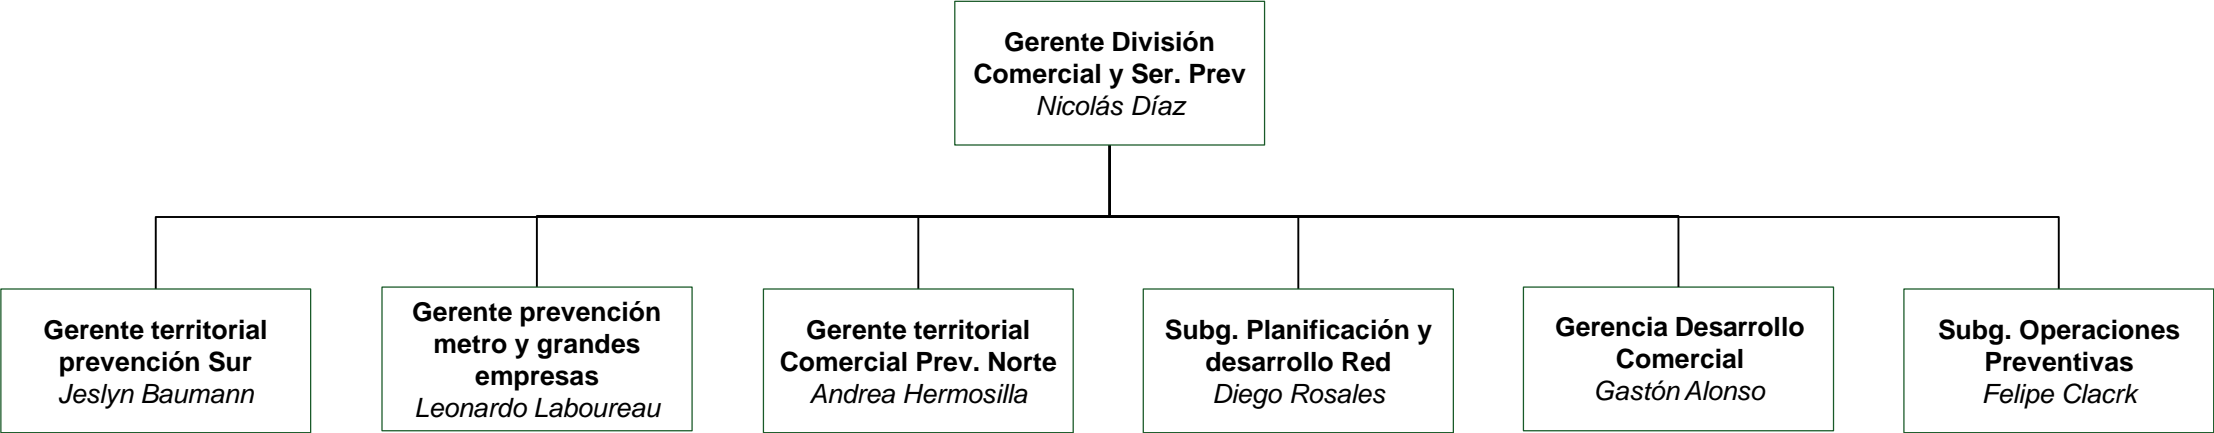 Gerente División
Comercial y Ser. Prev
Nicolás Díaz
Gerente territorial
prevención Sur
Jeslyn Baumann
Gerente prevención
metro y grandes
empresas
Leonardo Laboureau
Gerente territorial
Comercial Prev. Norte
Andrea Hermosilla
Subg. Planificación y
desarrollo Red
Diego Rosales
Gerencia Desarrollo
Comercial
Gastón Alonso
Subg. Operaciones
Preventivas
Felipe Clacrk